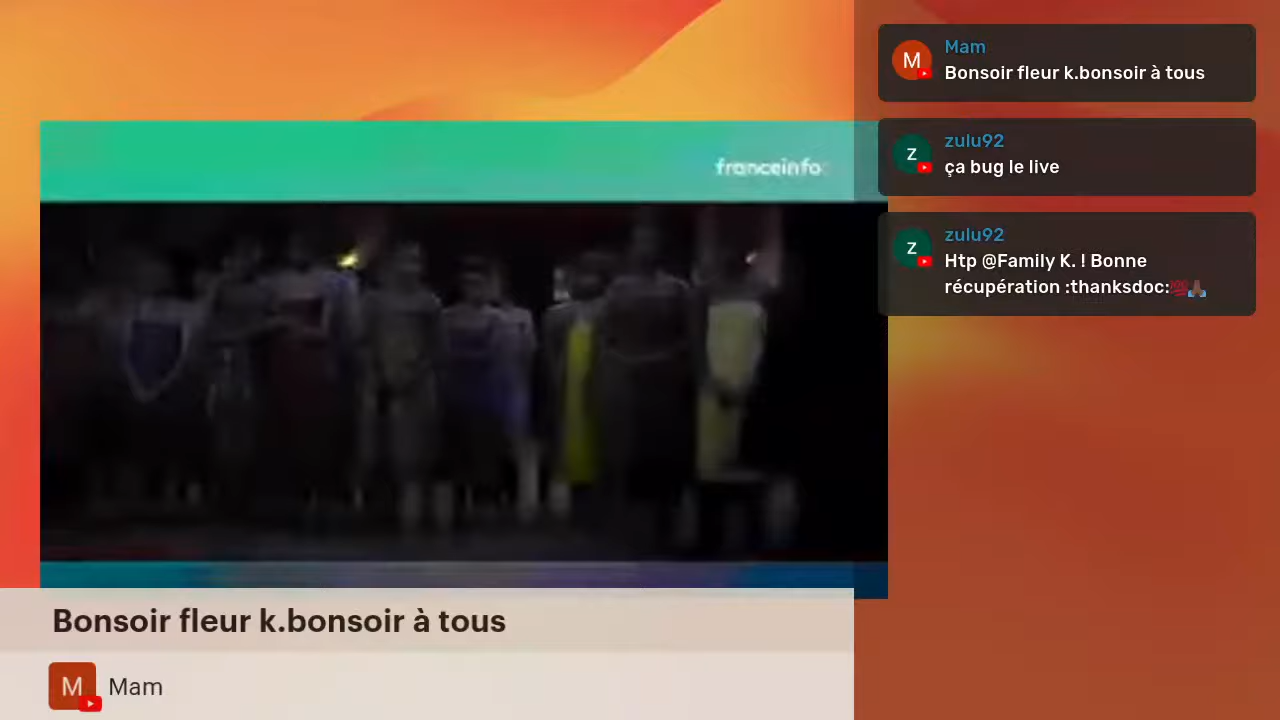 franceinfo:
Bonsoir fleur k.bonsoir à tous
M
Mam
M
Mam
Bonsoir fleur k.bonsoir à tous
z
zulu92
ça bug le live
z
zulu92
Htp @Family K. ! Bonne
récupération :thanksdoc:💯🙏🏾